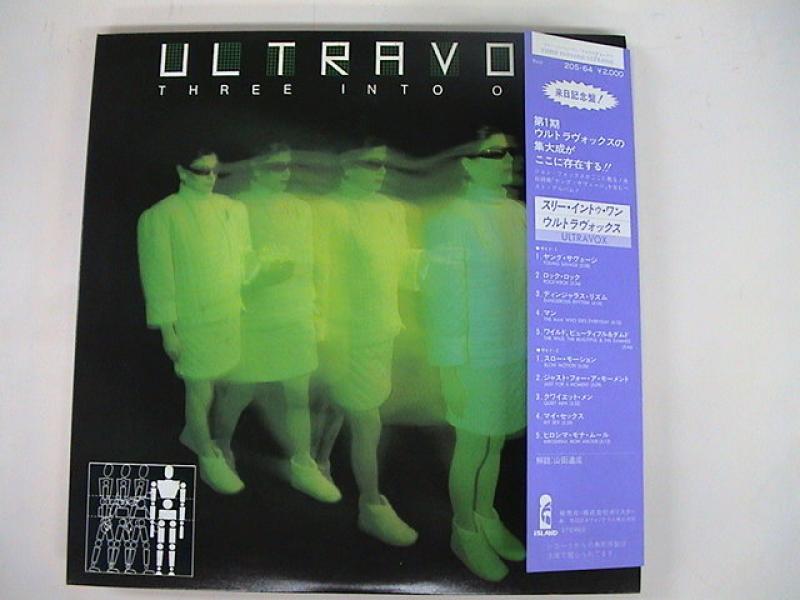 ULTRAVO
THREE INTO O
20S-64 ¥2,000
来日記念盤!
第1期
ウルトラヴォックスの
集大成が
ここに存在する!!
スリー・イントゥ・ワン
ウルトラヴォックス
ULTRAVOX
1. ヤング・サヴェージ
YOUNG SAVAGE
2. ロック・ロック
ROCKWROK
3. デインジャラス・リズム
DANGEROUS RHYTHM
4. マン
THE MAN WHO DIES EVERYDAY
5. ワイルド、ビューティフル&ダムド
THE WILD, THE BEAUTIFUL & THE DAMNED
1. スロー・モーション
SLOW MOTION
2. ジャスト・フォー・ア・モーメント
JUST FOR A MOMENT
3. クワイエット・メン
QUIET MEN
4. マイ・セックス
MY SEX
5. ヒロシマ・モナ・ムール
HIROSHIMA MON AMOUR
解説:山田道成
ISLAND
STEREO